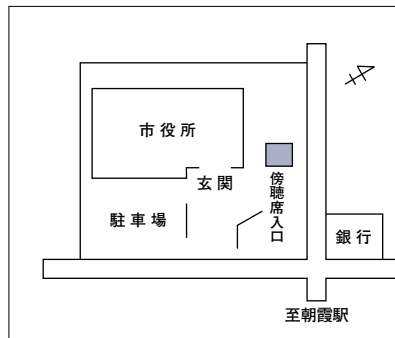 市役所
玄関
傍聴席入口
駐車場
銀行
至朝霞駅